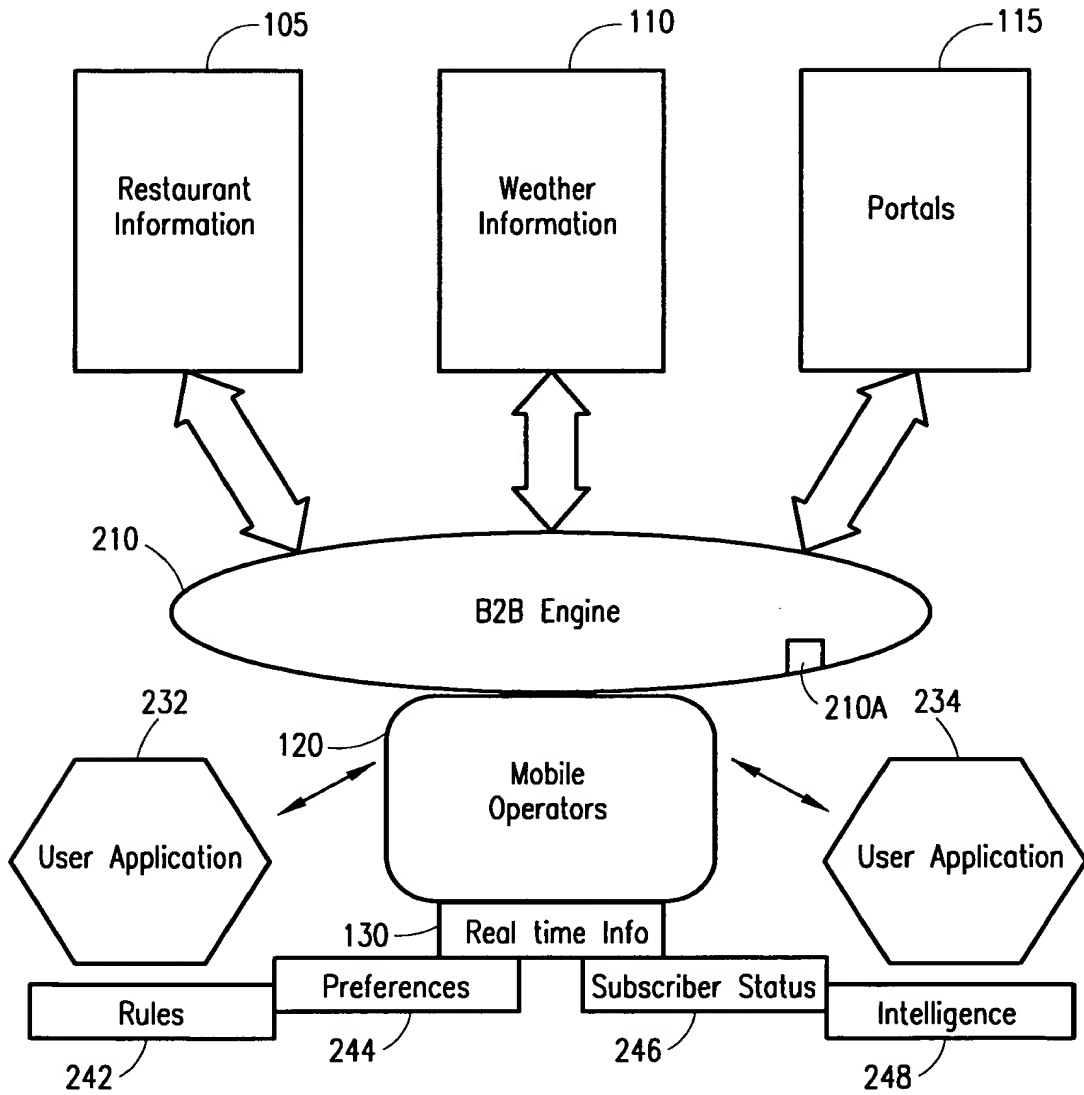 105
110
115
Restaurant
Information
Weather
Information
Portals
210
B2B Engine
210A
232
234
120
Mobile
Operators
User Application
User Application
130
Real time Info
Preferences
Subscriber Status
Rules
Intelligence
242
244
246
248